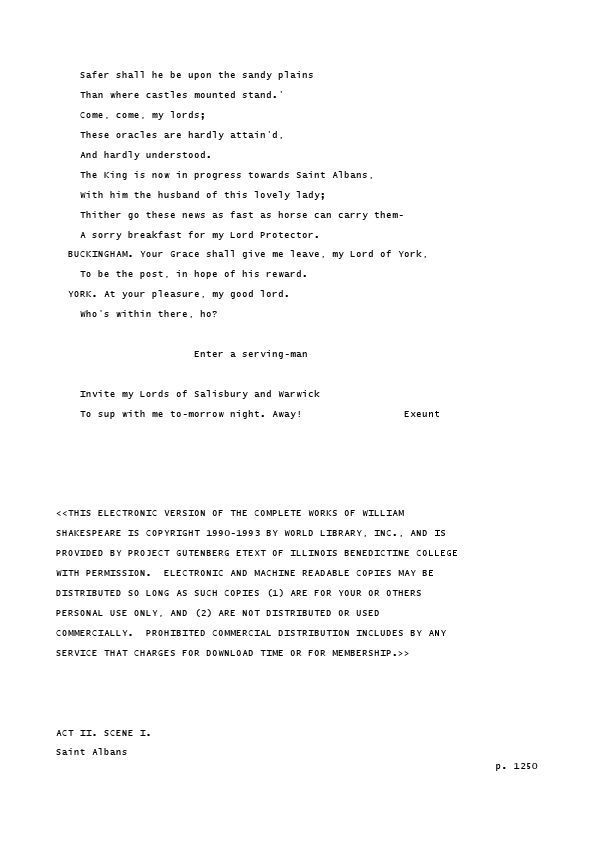 Safer shall he be upon the sandy plains
Than where castles mounted stand.'
Come, come, my lords;
These oracles are hardly attain'd,
And hardly understood.
The King is now in progress towards Saint Albans,
With him the husband of this lovely lady;
Thither go these news as fast as horse can carry them-
A sorry breakfast for my Lord Protector.
BUCKINGHAM. Your Grace shall give me leave, my Lord of York,
To be the post, in hope of his reward.
YORK. At your pleasure, my good lord.
Who's within there, ho?
Enter a serving-man
Invite my Lords of Salisbury and Warwick
To sup with me to-morrow night. Away! Exeunt
<<THIS ELECTRONIC VERSION OF THE COMPLETE WORKS OF WILLIAM
SHAKESPEARE IS COPYRIGHT 1990-1993 BY WORLD LIBRARY, INC., AND IS
PROVIDED BY PROJECT GUTENBERG ETEXT OF ILLINOIS BENEDICTINE COLLEGE
WITH PERMISSION.  ELECTRONIC AND MACHINE READABLE COPIES MAY BE
DISTRIBUTED SO LONG AS SUCH COPIES (1) ARE FOR YOUR OR OTHERS
PERSONAL USE ONLY, AND (2) ARE NOT DISTRIBUTED OR USED
COMMERCIALLY.  PROHIBITED COMMERCIAL DISTRIBUTION INCLUDES BY ANY
SERVICE THAT CHARGES FOR DOWNLOAD TIME OR FOR MEMBERSHIP.>>
ACT II. SCENE I.
Saint Albans
p. 1250